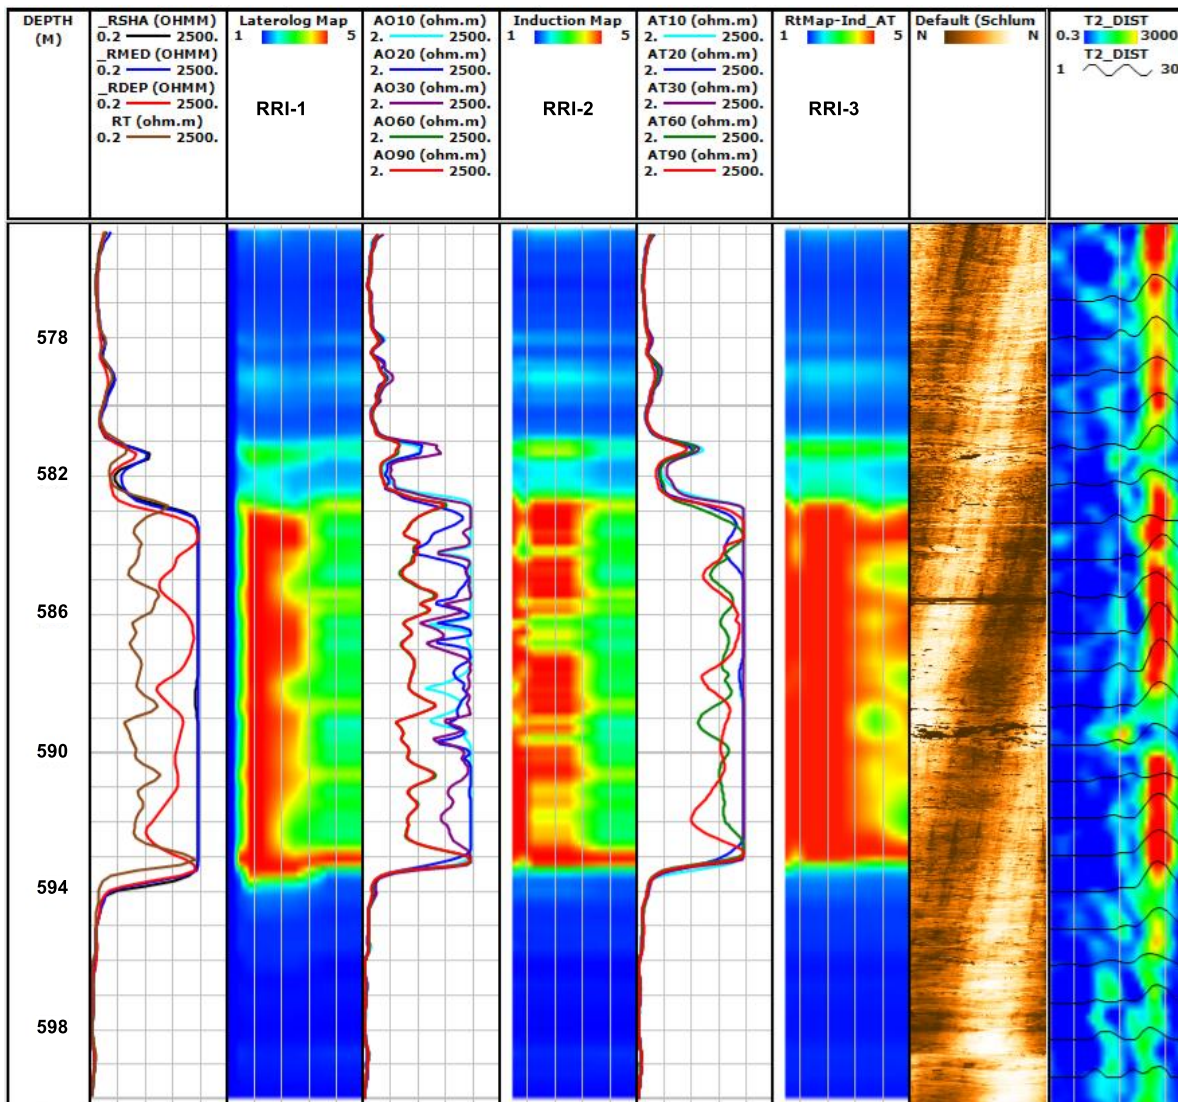 DEPTH
(M)
_RSHA (OHMM)
0.2 2500.
_RMED (OHMM)
0.2 2500.
_RDEP (OHMM)
0.2 2500.
RT (ohm.m)
0.2 2500.
Laterolog Map
1 5
RRI-1
AO10 (ohm.m)
2. 2500.
AO20 (ohm.m)
2. 2500.
AO30 (ohm.m)
2. 2500.
AO60 (ohm.m)
2. 2500.
AO90 (ohm.m)
2. 2500.
Induction Map
1 5
RRI-2
AT10 (ohm.m)
2. 2500.
AT20 (ohm.m)
2. 2500.
AT30 (ohm.m)
2. 2500.
AT60 (ohm.m)
2. 2500.
AT90 (ohm.m)
2. 2500.
RtMap-Ind_AT
1 5
RRI-3
Default (Schlum
N N
T2_DIST
0.3 3000
T2_DIST
1 30
578
582
586
590
594
598